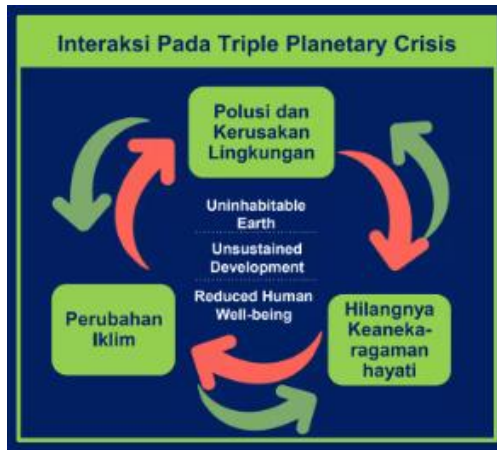 Interaksi Pada Triple Planetary Crisis
Polusi dan
Kerusakan
Lingkungan
Uninhabitable
Earth
Unsustained
Development
Reduced Human
Well-being
Perubahan
Iklim
Hilangnya
Keaneka-
ragaman
hayati